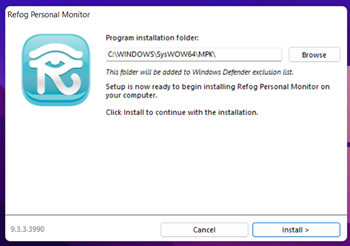 Refog Personal Monitor
Program installation folder:
C:\WINDOWS\SysWOW64\MPK\
Browse
This folder will be added to Windows Defender exclusion list.
Setup is now ready to begin installing Refog Personal Monitor on
your computer.
Click Install to continue with the installation.
9.3.3.3990
Cancel
Install >